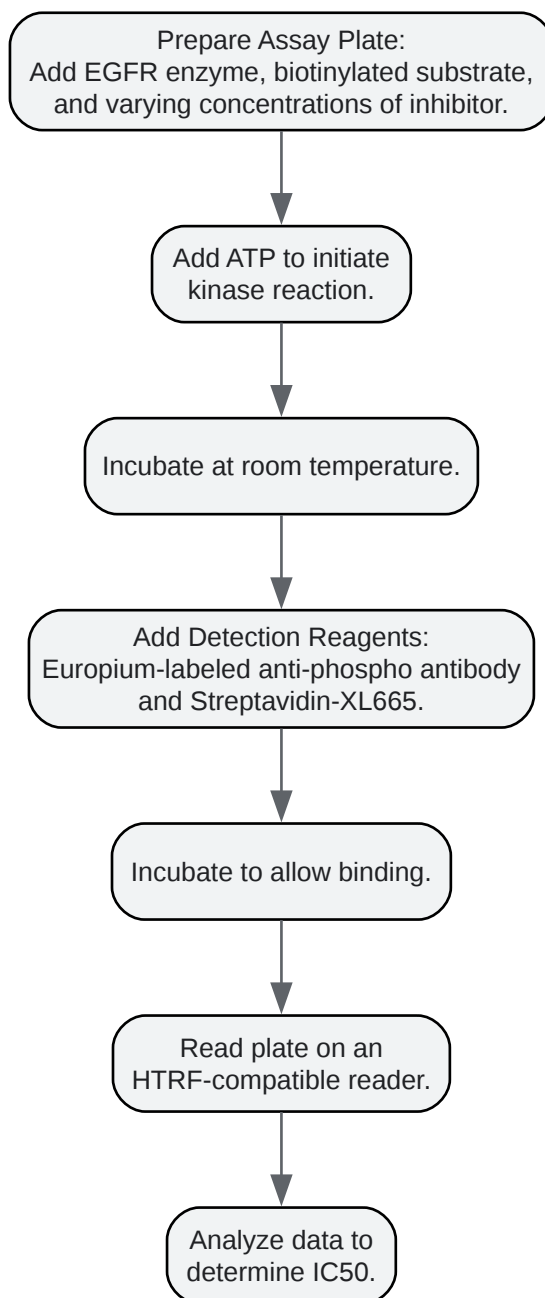 Prepare Assay Plate:
Add EGFR enzyme, biotinylated substrate,
and varying concentrations of inhibitor.
Add ATP to initiate
kinase reaction.
Incubate at room temperature.
Add Detection Reagents:
Europium-labeled anti-phospho antibody
and Streptavidin-XL665.
Incubate to allow binding.
Read plate on an
HTRF-compatible reader.
Analyze data to
determine IC50.